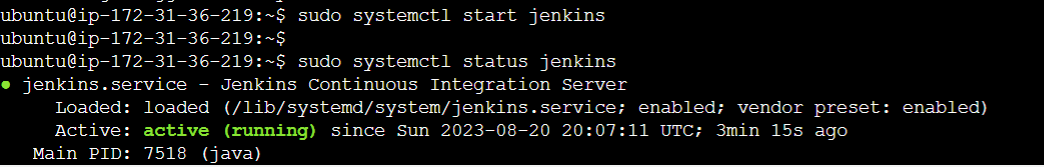 ubuntu@ip-172-31-36-219:~$ sudo systemctl start jenkins
ubuntu@ip-172-31-36-219:~$
ubuntu@ip-172-31-36-219:~$ sudo systemctl status jenkins
● jenkins.service - Jenkins Continuous Integration Server
Loaded: loaded (/lib/systemd/system/jenkins.service; enabled; vendor preset: enabled)
Active: active (running) since Sun 2023-08-20 20:07:11 UTC; 3min 15s ago
Main PID: 7518 (java)